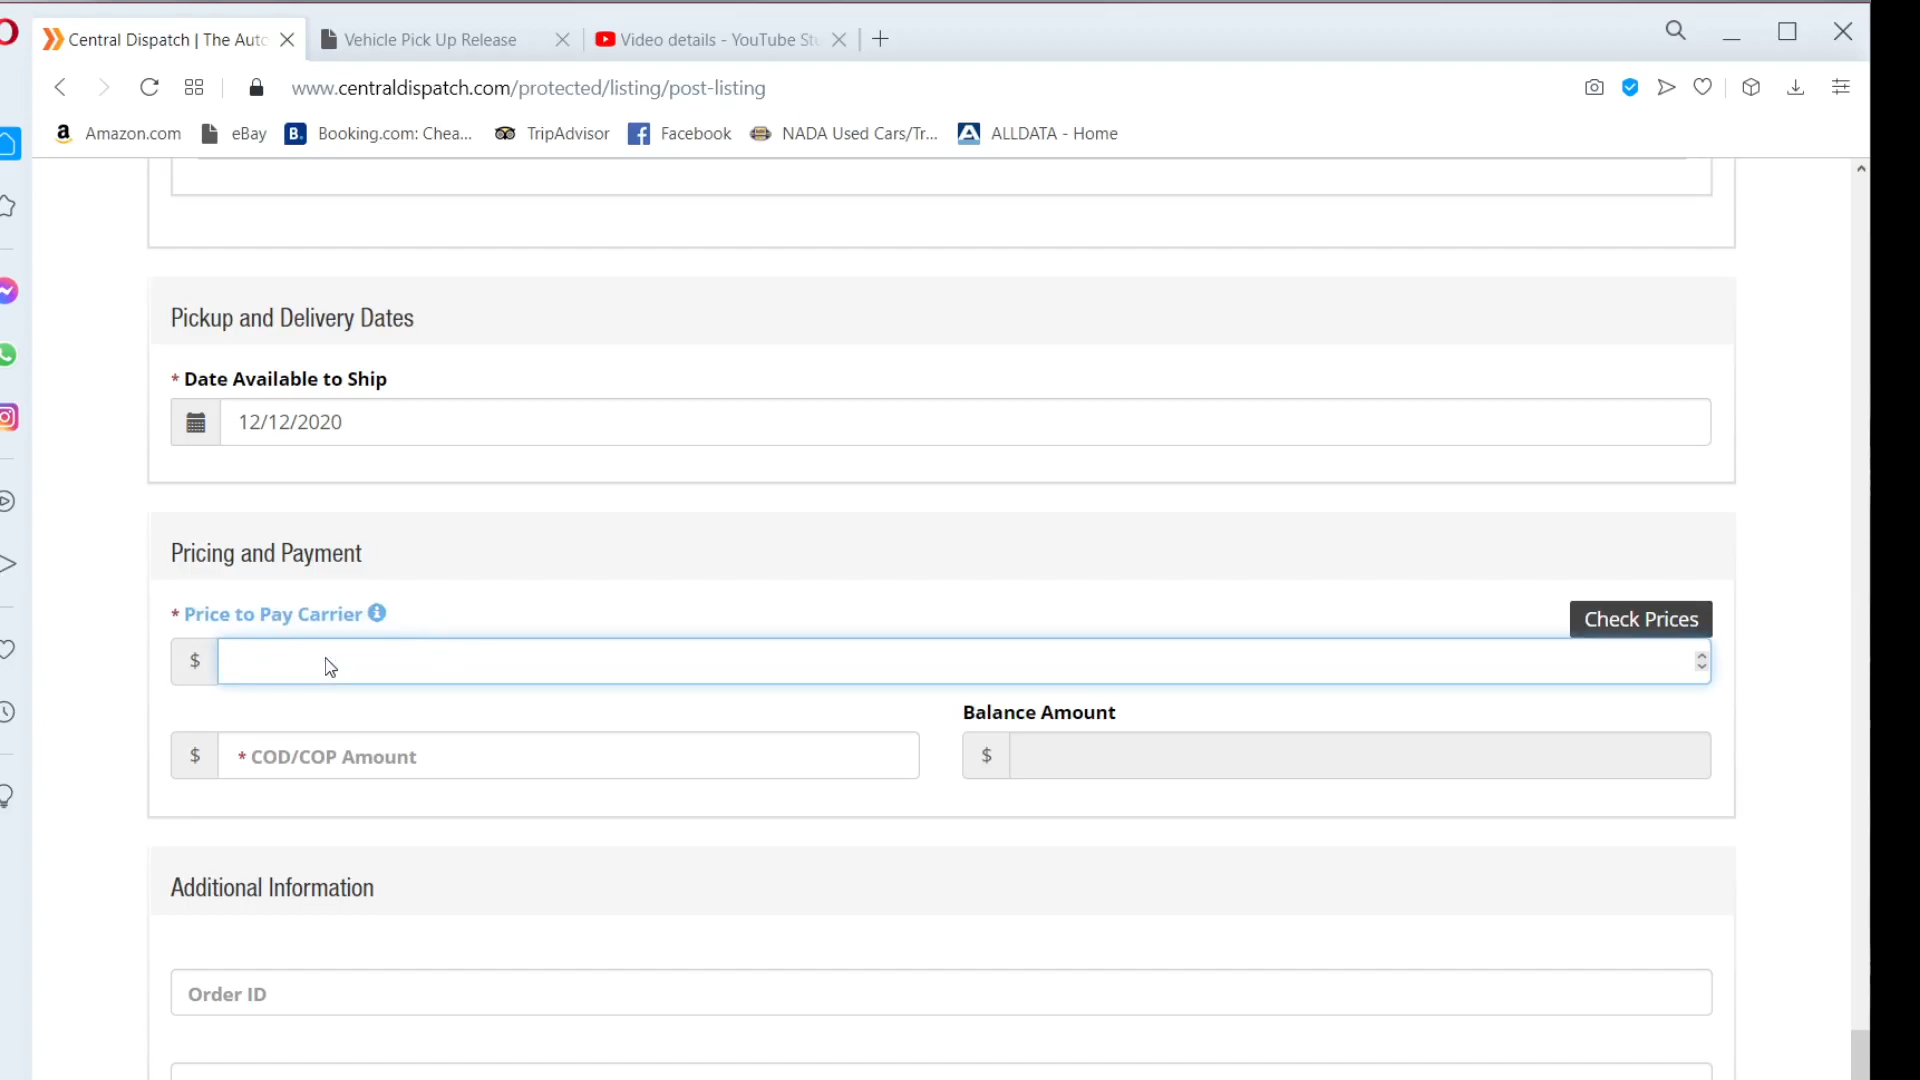 Central Dispatch | The Auto
Vehicle Pick Up Release
Video details - YouTube Stu
www.centraldispatch.com/protected/listing/post-listing
a Amazon.com
eBay
B. Booking.com: Chea...
TripAdvisor
Facebook
NADA Used Cars/Tr...
ALLDATA - Home
Pickup and Delivery Dates
* Date Available to Ship
12/12/2020
Pricing and Payment
* Price to Pay Carrier
Check Prices
$
Balance Amount
$ * COD/COP Amount
$
Additional Information
Order ID